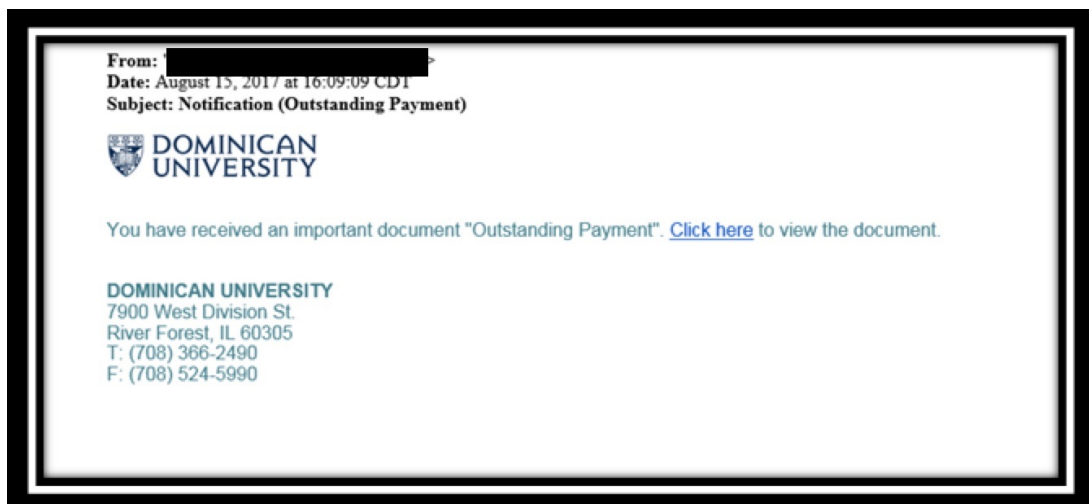 From: '
Date: August 15, 2017 at 16:09:09 CDT
Subject: Notification (Outstanding Payment)
DOMINICAN
UNIVERSITY
You have received an important document "Outstanding Payment". Click here to view the document.
DOMINICAN UNIVERSITY
7900 West Division St.
River Forest, IL 60305
T: (708) 366-2490
F: (708) 524-5990